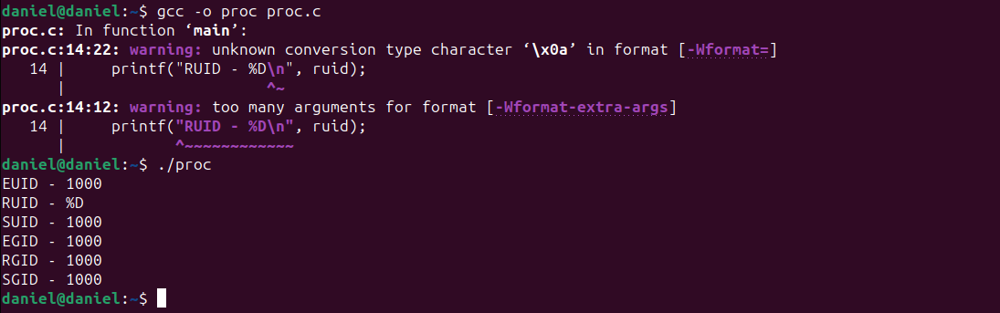 daniel@daniel:~$ gcc -o proc proc.c
proc.c: In function ‘main’:
proc.c:14:22: warning: unknown conversion type character ‘\x0a’ in format [-Wformat=]
   14 |     printf("RUID - %D\n", ruid);
      |                      ^~
proc.c:14:12: warning: too many arguments for format [-Wformat-extra-args]
   14 |     printf("RUID - %D\n", ruid);
      |            ^~~~~~~~~~~~~
daniel@daniel:~$ ./proc
EUID - 1000
RUID - %D
SUID - 1000
EGID - 1000
RGID - 1000
SGID - 1000
daniel@daniel:~$